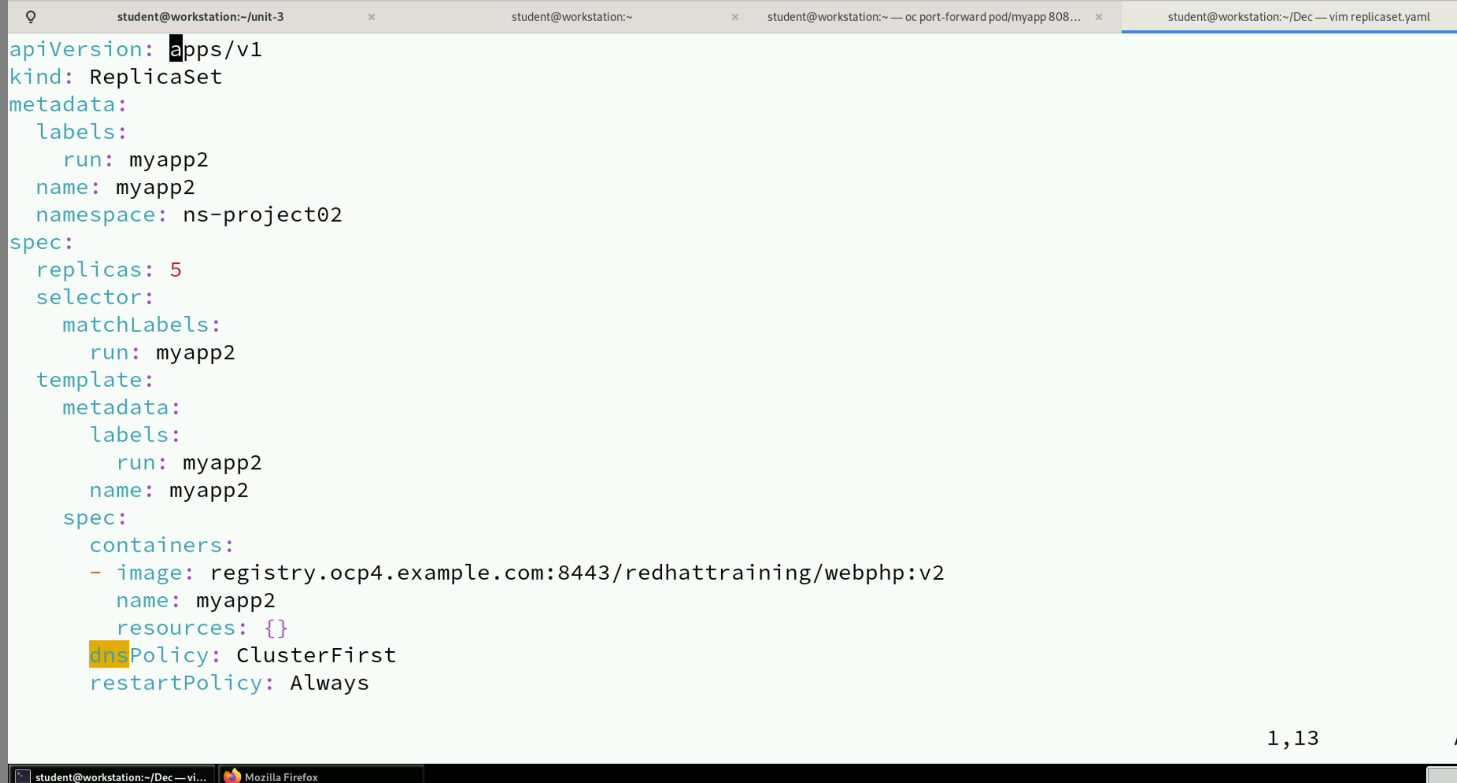 student@workstation:~/unit-3 × student@workstation:~ × student@workstation:~ — oc port-forward pod/myapp 808… × student@workstation:~/Dec — vim replicaset.yaml
apiVersion: apps/v1
kind: ReplicaSet
metadata:
  labels:
    run: myapp2
  name: myapp2
  namespace: ns-project02
spec:
  replicas: 5
  selector:
    matchLabels:
      run: myapp2
  template:
    metadata:
      labels:
        run: myapp2
      name: myapp2
    spec:
      containers:
      - image: registry.ocp4.example.com:8443/redhattraining/webphp:v2
        name: myapp2
        resources: {}
      dnsPolicy: ClusterFirst
      restartPolicy: Always
1,13
student@workstation:~/Dec — vi… Mozilla Firefox